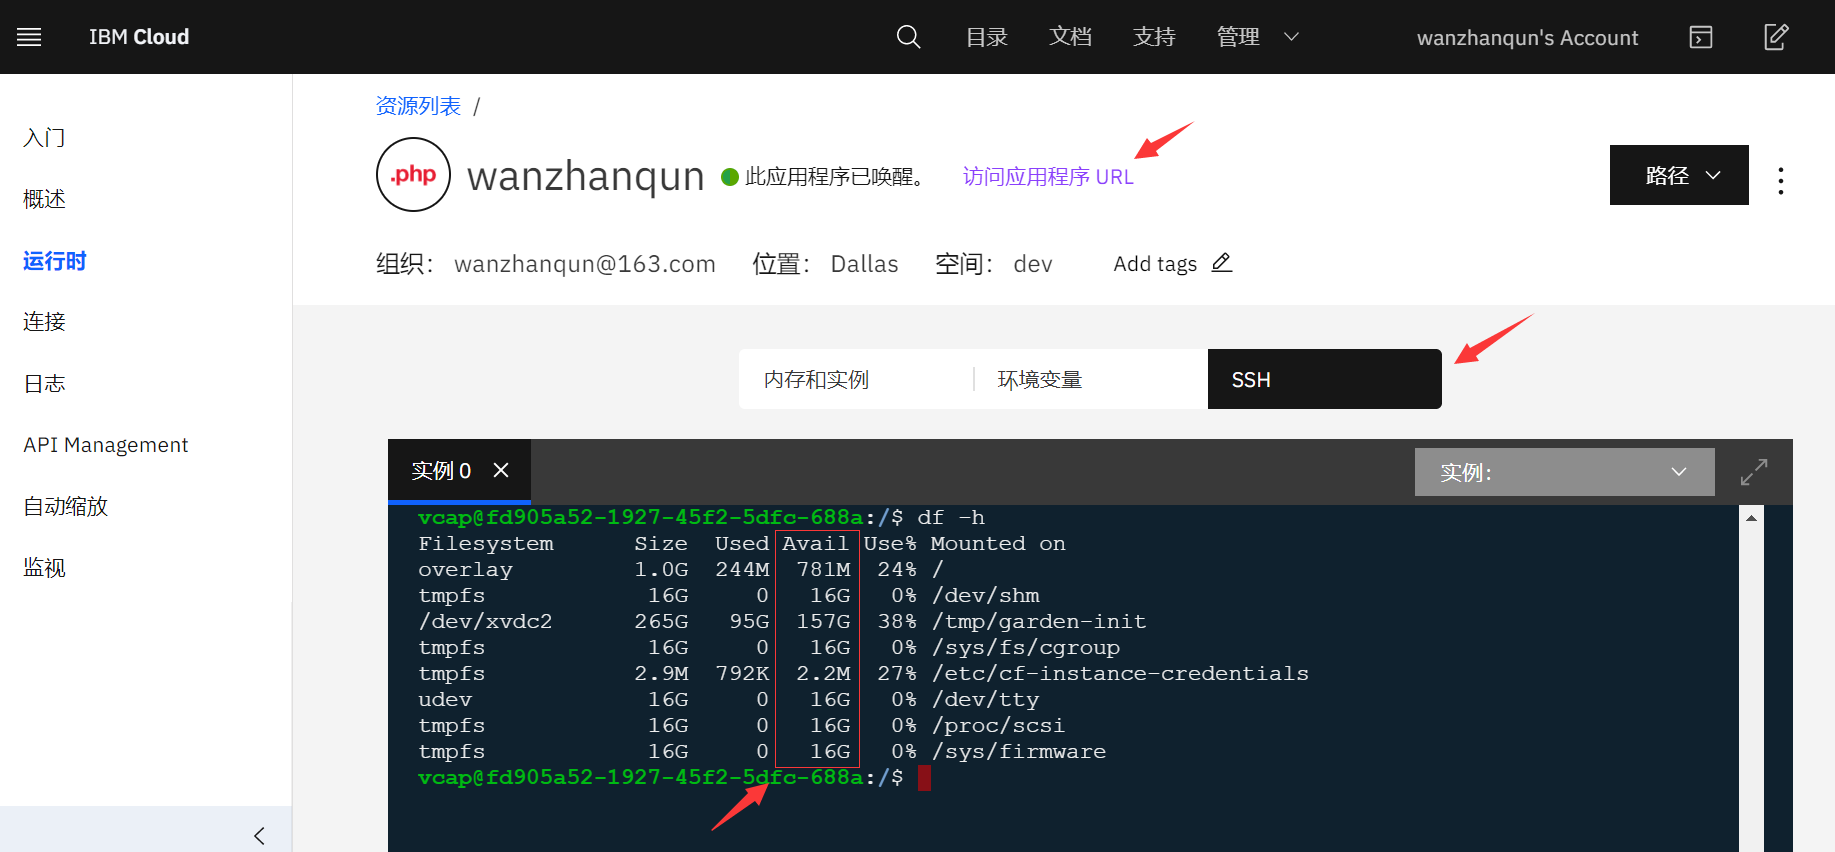 IBM Cloud
目录 文档 支持 管理
wanzhanqun's Account
入门
概述
运行时
连接
日志
API Management
自动缩放
监视
资源列表 /
.php
wanzhanqun 此应用程序已唤醒。 访问应用程序 URL
路径
组织： wanzhanqun@163.com 位置： Dallas 空间： dev Add tags
内存和实例 环境变量 SSH
实例 0
实例：
vcap@fd905a52-1927-45f2-5dfc-688a:/$ df -h
Filesystem Size Used Avail Use% Mounted on
overlay 1.0G 244M 781M 24% /
tmpfs 16G 0 16G 0% /dev/shm
/dev/xvdc2 265G 95G 157G 38% /tmp/garden-init
tmpfs 16G 0 16G 0% /sys/fs/cgroup
tmpfs 2.9M 792K 2.2M 27% /etc/cf-instance-credentials
udev 16G 0 16G 0% /dev/tty
tmpfs 16G 0 16G 0% /proc/scsi
tmpfs 16G 0 16G 0% /sys/firmware
vcap@fd905a52-1927-45f2-5dfc-688a:/$